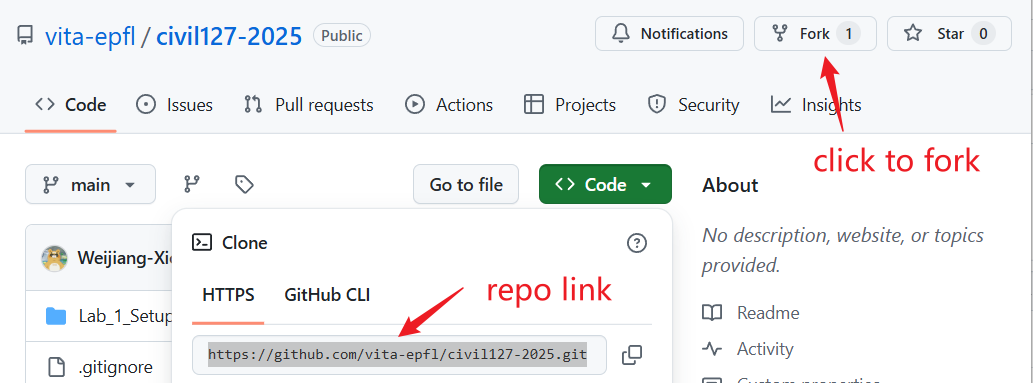 vita-epfl / civil127-2025 Public Notifications Fork 1 Star 0
Code Issues Pull requests Actions Projects Security Insights
click to fork
main Go to file Code About
Clone
No description, website, or topics
provided.
Weijiang-Xi
HTTPS GitHub CLI
repo link
Readme
Lab_1_Setup
https://github.com/vita-epfl/civil127-2025.git
Activity
.gitignore
Custom properties